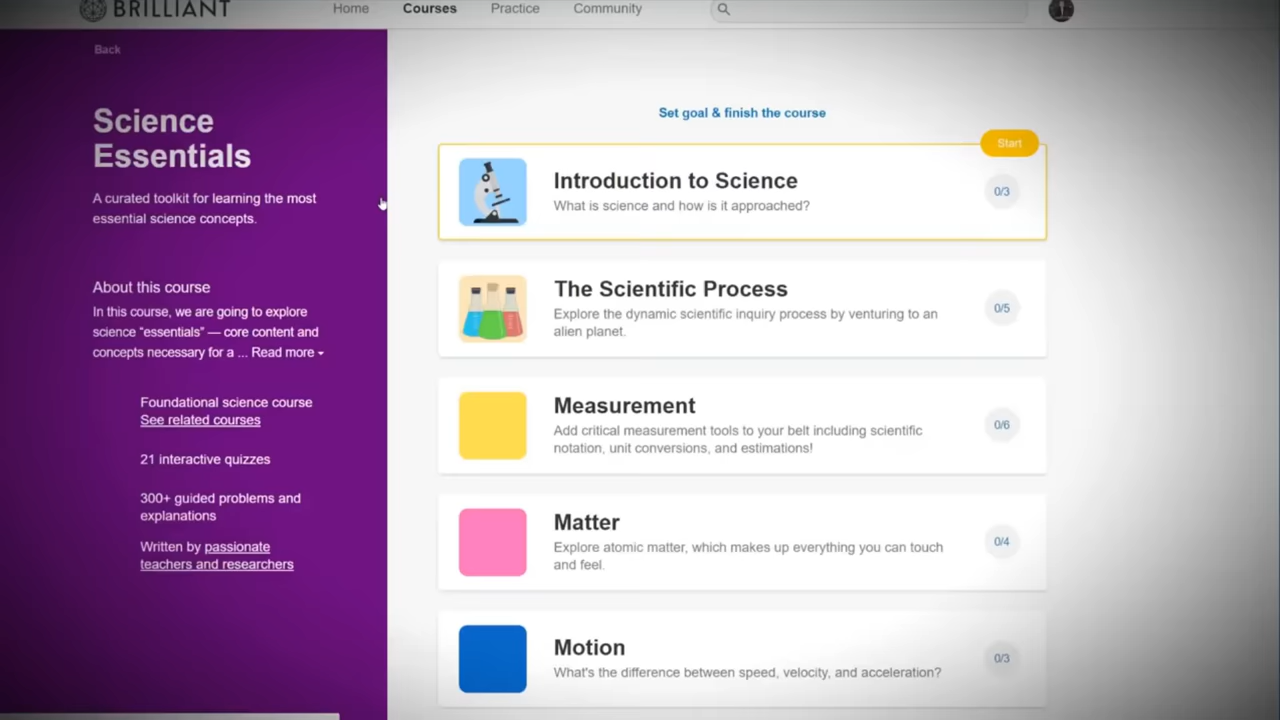 BRILLIANT
Home Courses Practice Community
Back
Science
Essentials
A curated toolkit for learning the most
essential science concepts.
About this course
In this course, we are going to explore
science “essentials” — core content and
concepts necessary for a ... Read more
Foundational science course
See related courses
21 interactive quizzes
300+ guided problems and
explanations
Written by passionate
teachers and researchers
Set goal & finish the course
Start
Introduction to Science
What is science and how is it approached?
0/3
The Scientific Process
Explore the dynamic scientific inquiry process by venturing to an
alien planet.
0/5
Measurement
Add critical measurement tools to your belt including scientific
notation, unit conversions, and estimations!
0/6
Matter
Explore atomic matter, which makes up everything you can touch
and feel.
0/4
Motion
What's the difference between speed, velocity, and acceleration?
0/3